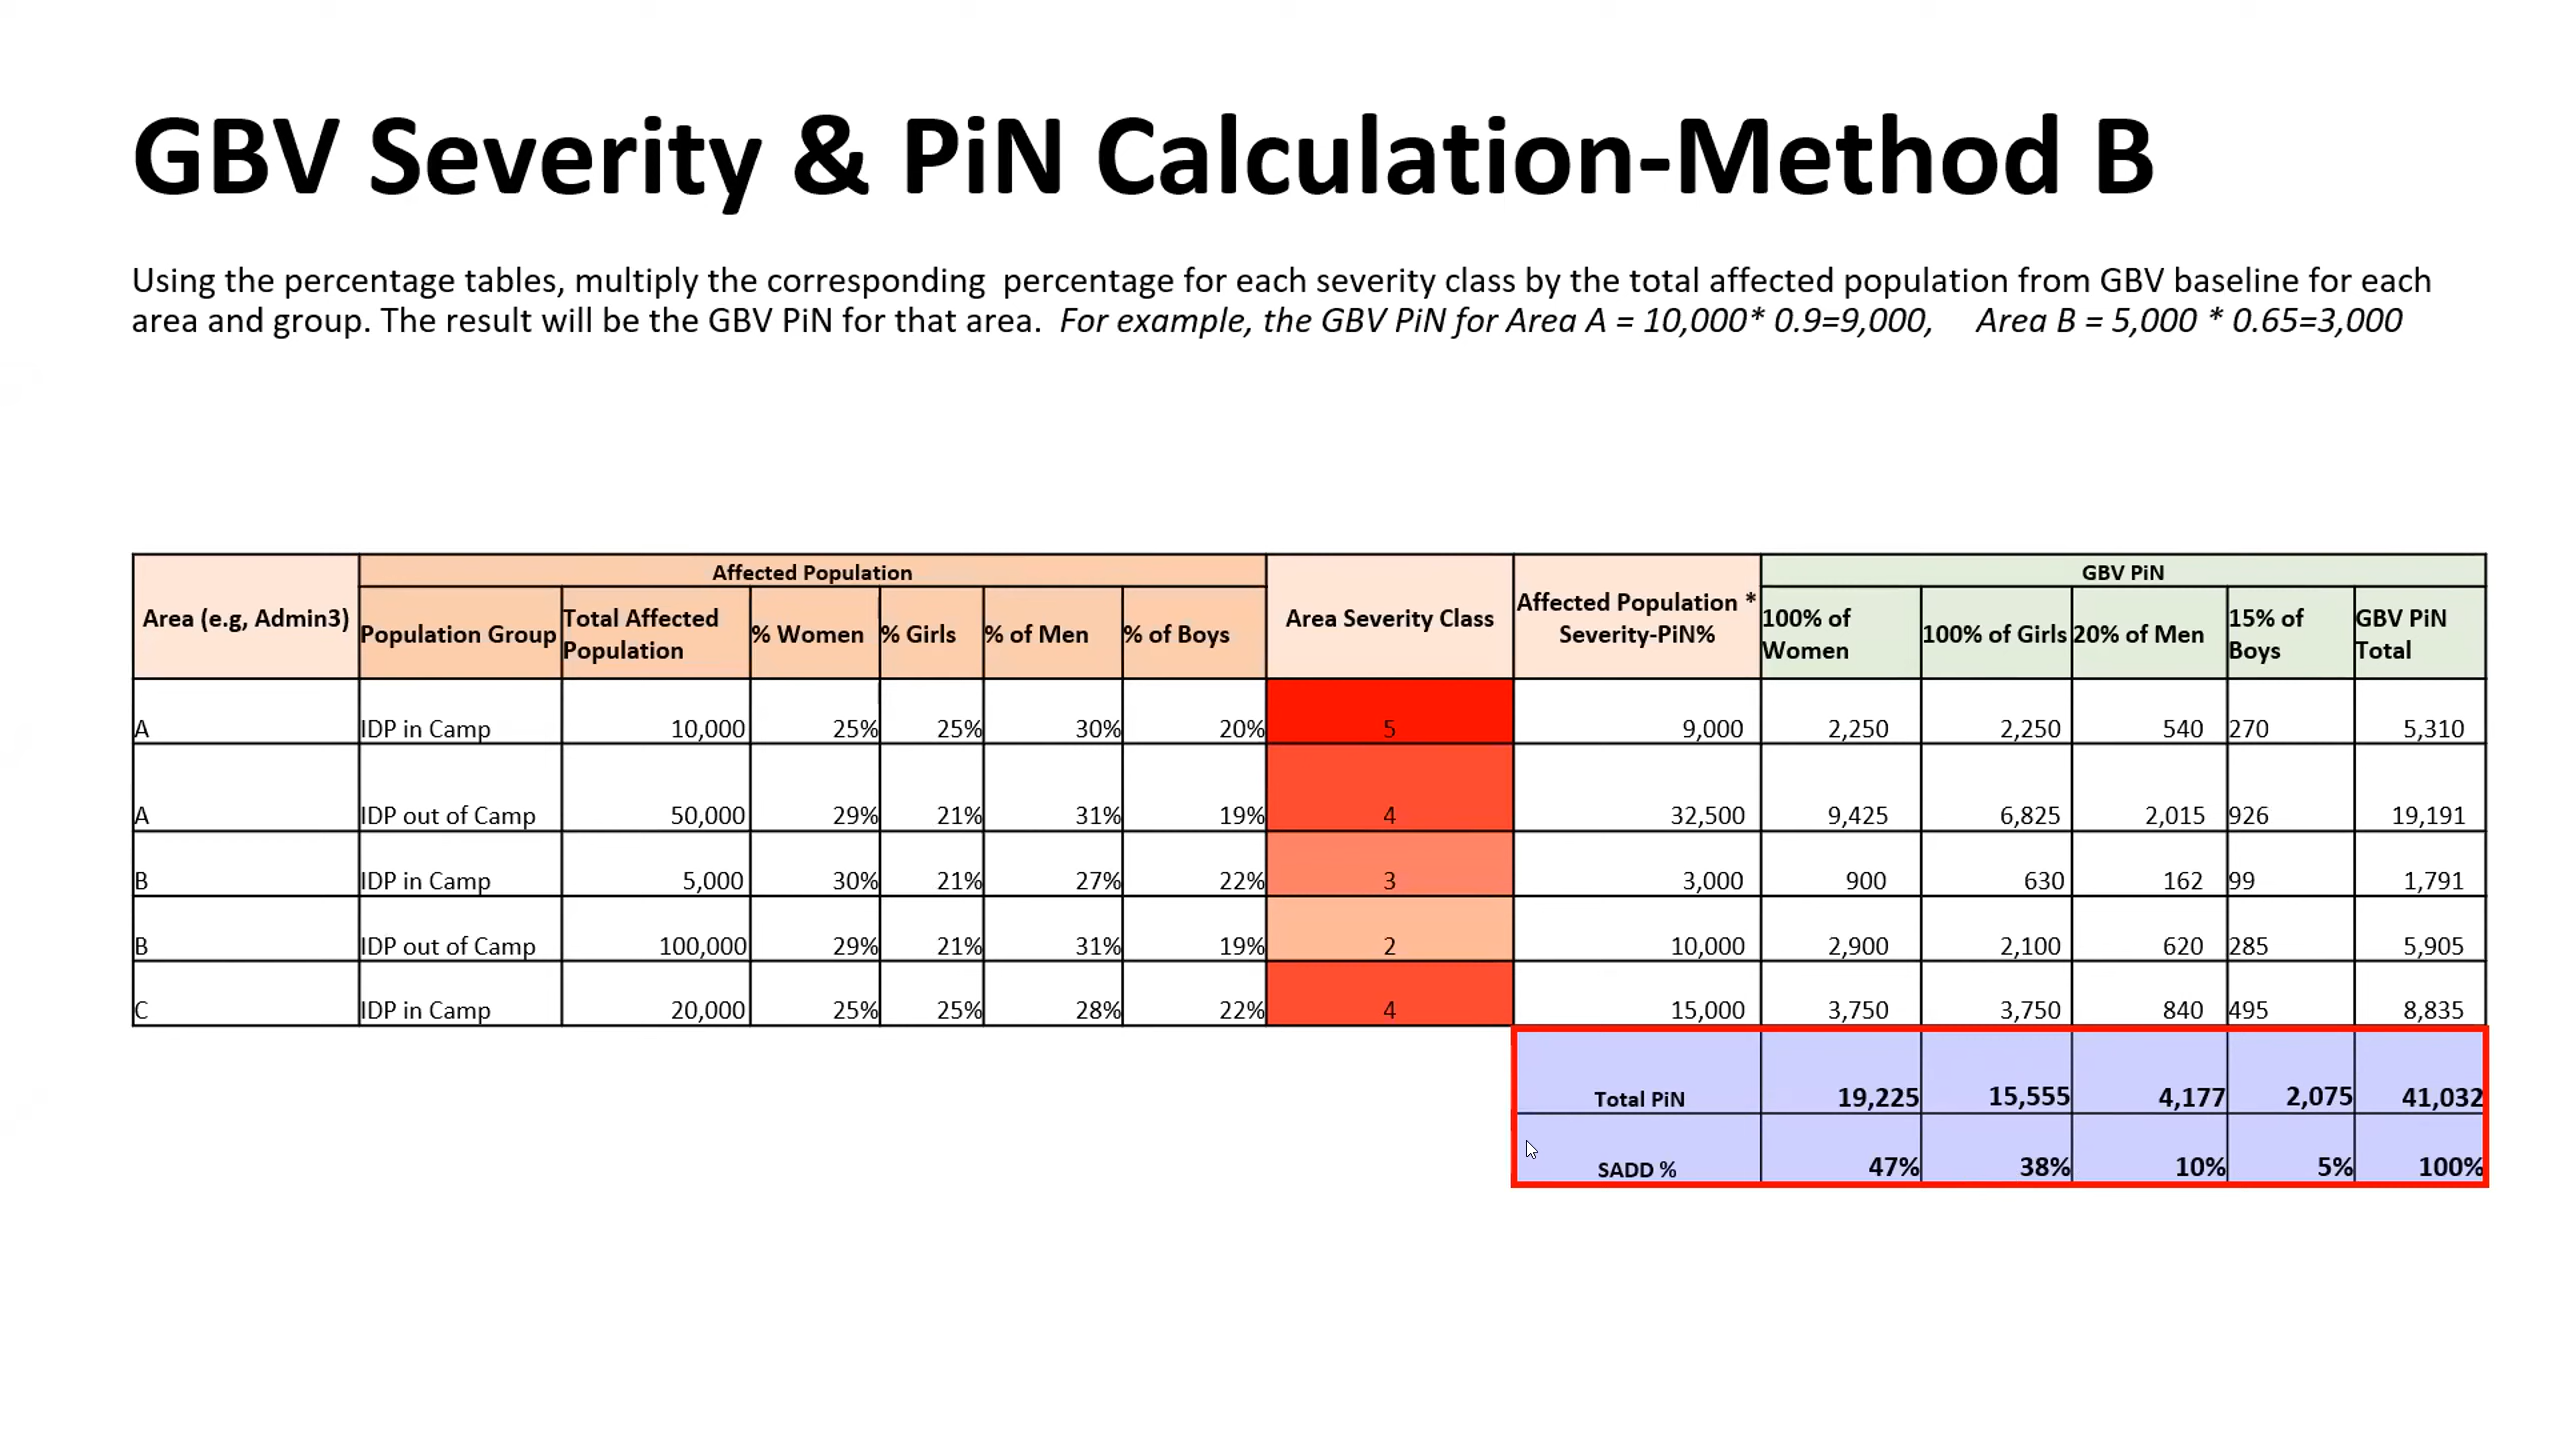 GBV Severity & PiN Calculation-Method B
Using the percentage tables, multiply the corresponding  percentage for each severity class by the total affected population from GBV baseline for each
area and group. The result will be the GBV PiN for that area.  For example, the GBV PiN for Area A = 10,000* 0.9=9,000,     Area B = 5,000 * 0.65=3,000
Area (e.g, Admin3)
Affected Population
Area Severity Class
Affected Population *
Severity-PiN%
GBV PiN
Population Group
Total Affected
Population
% Women
% Girls
% of Men
% of Boys
100% of
Women
100% of Girls
20% of Men
15% of
Boys
GBV PiN
Total
A IDP in Camp 10,000 25% 25% 30% 20% 5 9,000 2,250 2,250 540 270 5,310
A IDP out of Camp 50,000 29% 21% 31% 19% 4 32,500 9,425 6,825 2,015 926 19,191
B IDP in Camp 5,000 30% 21% 27% 22% 3 3,000 900 630 162 99 1,791
B IDP out of Camp 100,000 29% 21% 31% 19% 2 10,000 2,900 2,100 620 285 5,905
C IDP in Camp 20,000 25% 25% 28% 22% 4 15,000 3,750 3,750 840 495 8,835
Total PiN 19,225 15,555 4,177 2,075 41,032
SADD % 47% 38% 10% 5% 100%